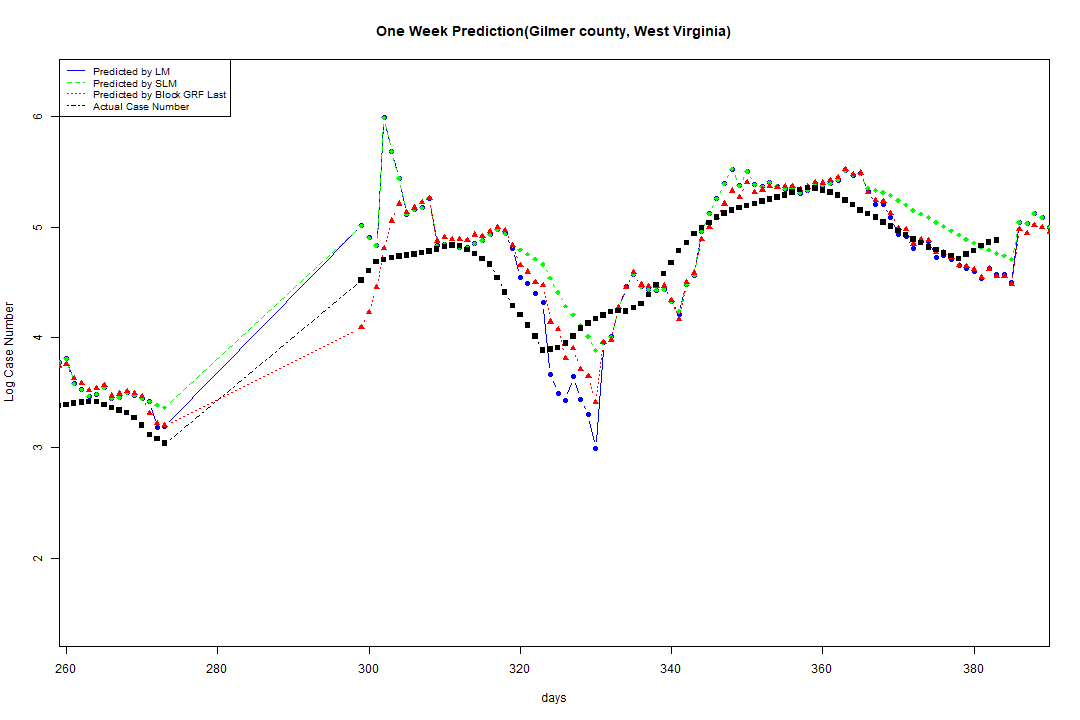 One Week Prediction(Gilmer county, West Virginia)
Predicted by LM
Predicted by SLM
Predicted by Block GRF Last
Actual Case Number
Log Case Number
6
5
4
3
2
260 280 300 320 340 360 380
days